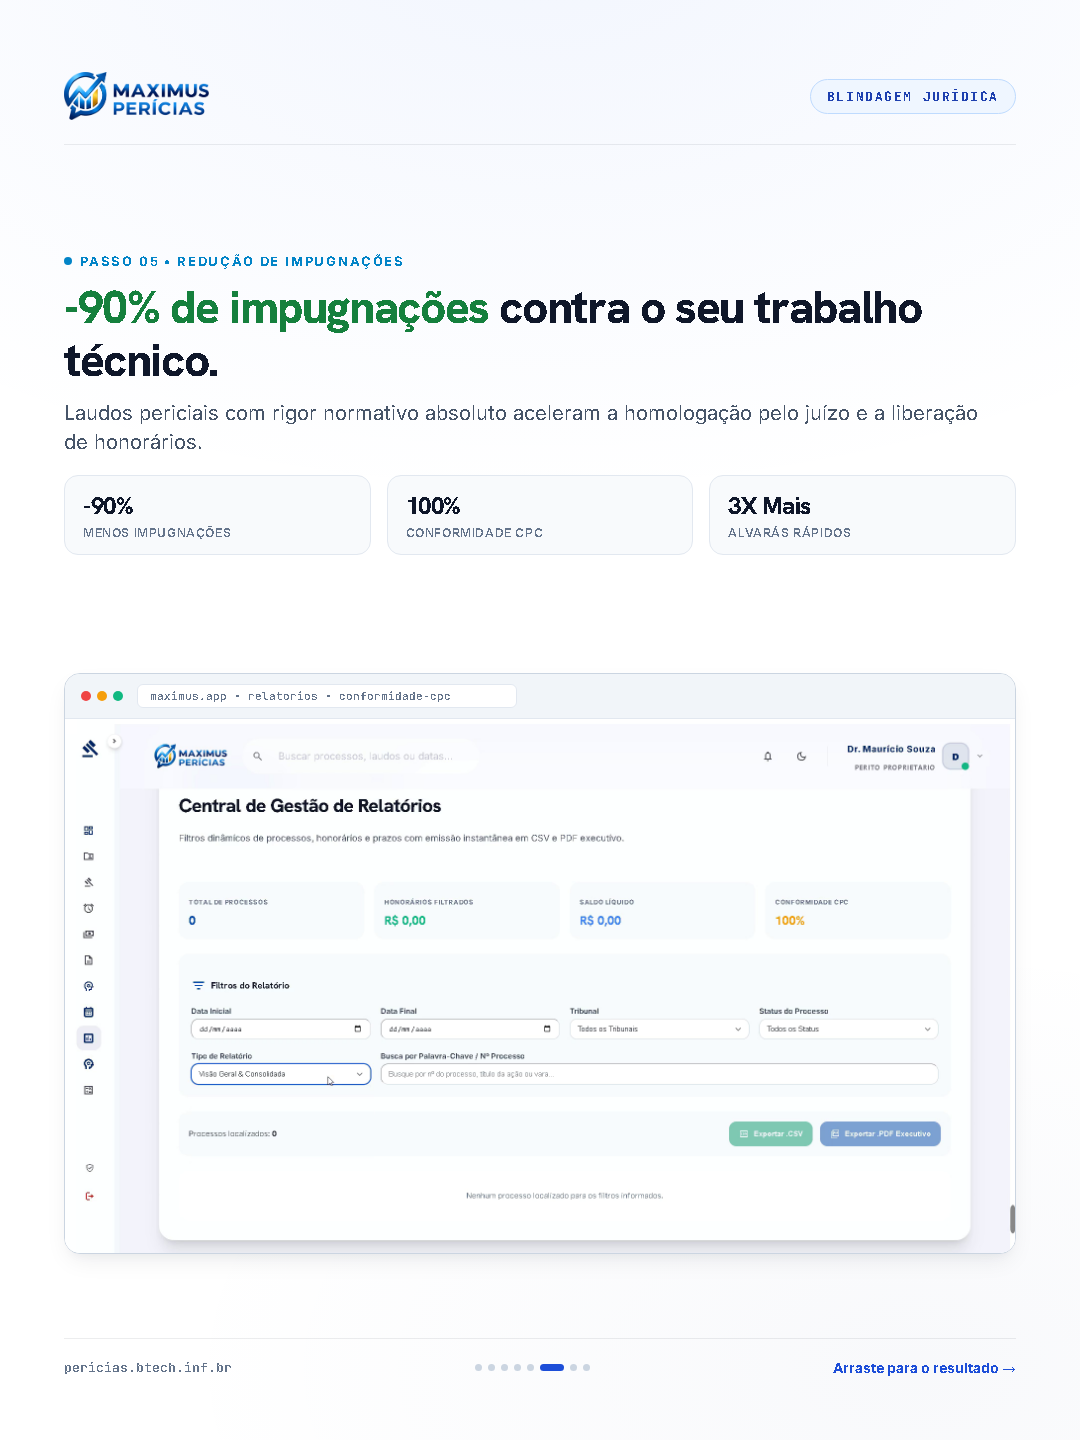 MAXIMUS
PERÍCIAS
BLINDAGEM JURÍDICA
PASSO 05 • REDUÇÃO DE IMPUGNAÇÕES
-90% de impugnações contra o seu trabalho
técnico.
Laudos periciais com rigor normativo absoluto aceleram a homologação pelo juízo e a liberação
de honorários.
-90%
MENOS IMPUGNAÇÕES
100%
CONFORMIDADE CPC
3X Mais
ALVARÁS RÁPIDOS
maximus.app • relatorios • conformidade-cpc
MAXIMUS
PERÍCIAS
Buscar processos, laudos ou datas...
Dr. Maurício Souza
PERITO PROPRIETARIO
D
Central de Gestão de Relatórios
Filtros dinâmicos de processos, honorários e prazos com emissão instantânea em CSV e PDF executivo.
TOTAL DE PROCESSOS
0
HONORÁRIOS FILTRADOS
R$ 0,00
SALDO LÍQUIDO
R$ 0,00
CONFORMIDADE CPC
100%
Filtros do Relatório
Data Inicial
dd/mm/aaaa
Data Final
dd/mm/aaaa
Tribunal
Todos os Tribunais
Status do Processo
Todos os Status
Tipo de Relatório
Visão Geral & Consolidada
Busca por Palavra-Chave / Nº Processo
Busque por nº do processo, título da ação ou vara...
Processos localizados: 0
Exportar .CSV
Exportar .PDF Executivo
Nenhum processo localizado para os filtros informados.
pericias.btech.inf.br
Arraste para o resultado →